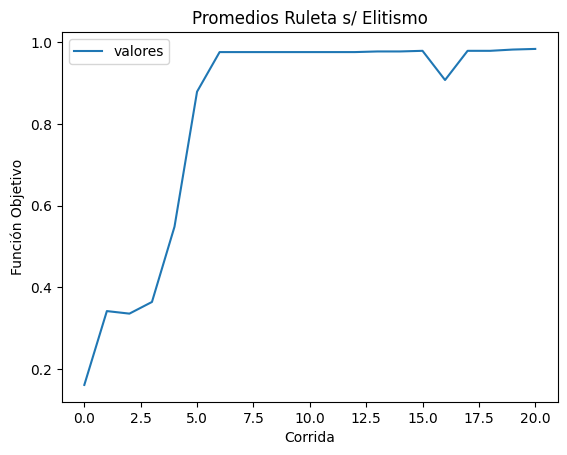 Promedios Ruleta s/ Elitismo
valores
1.0
0.8
0.6
0.4
0.2
Función Objetivo
0.0 2.5 5.0 7.5 10.0 12.5 15.0 17.5 20.0
Corrida